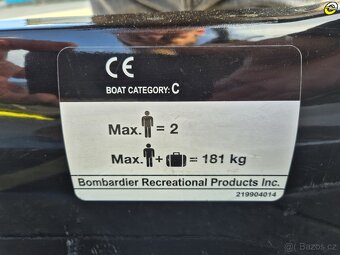 CE
BOAT CATEGORY: C
Max. = 2
Max. + = 181 kg
Bombardier Recreational Products Inc.
219904014
Bazos.cz